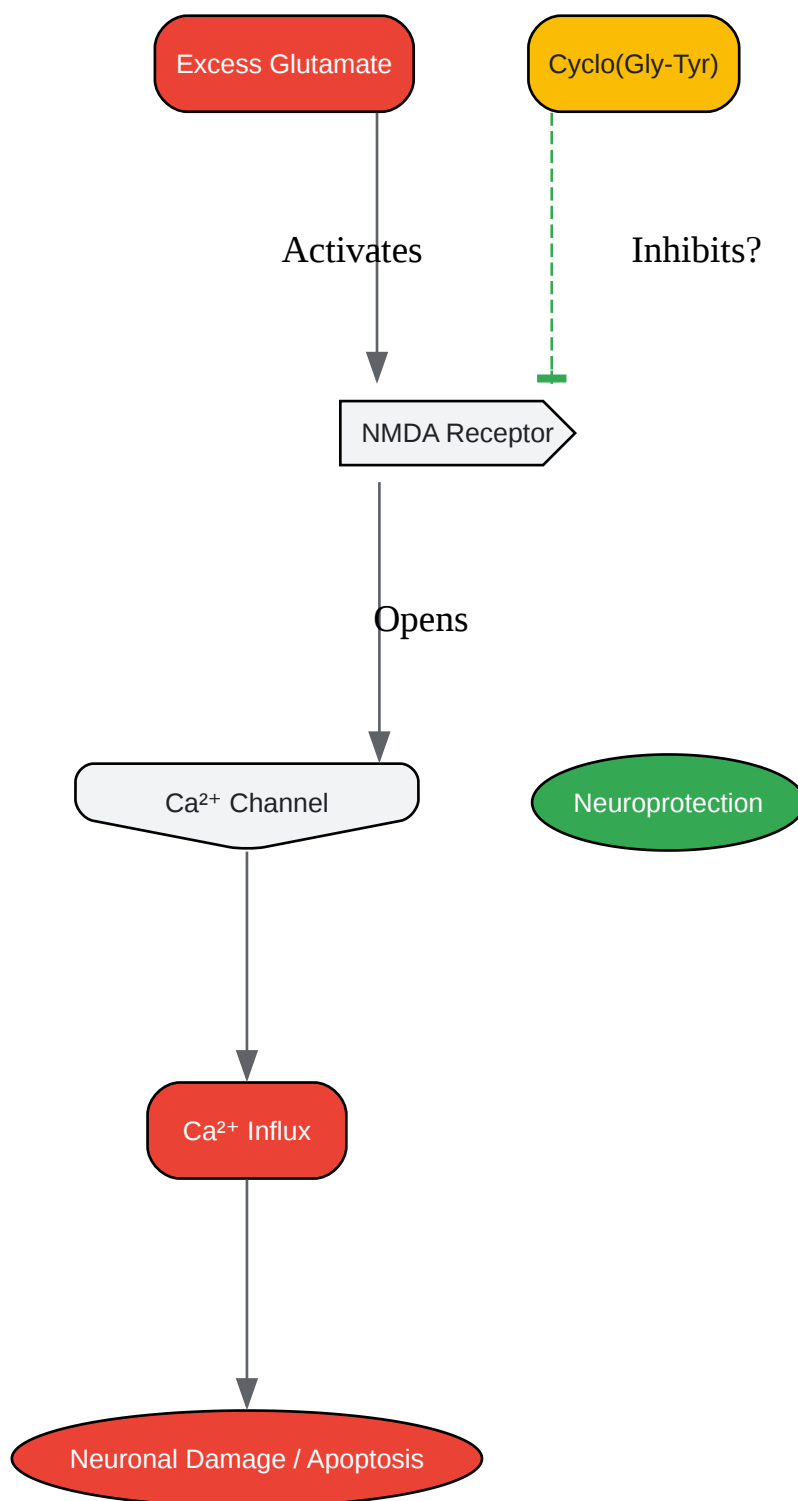 Excess Glutamate
Cyclo(Gly-Tyr)
Activates
Inhibits?
NMDA Receptor
Opens
Ca²⁺ Channel
Neuroprotection
Ca²⁺ Influx
Neuronal Damage / Apoptosis